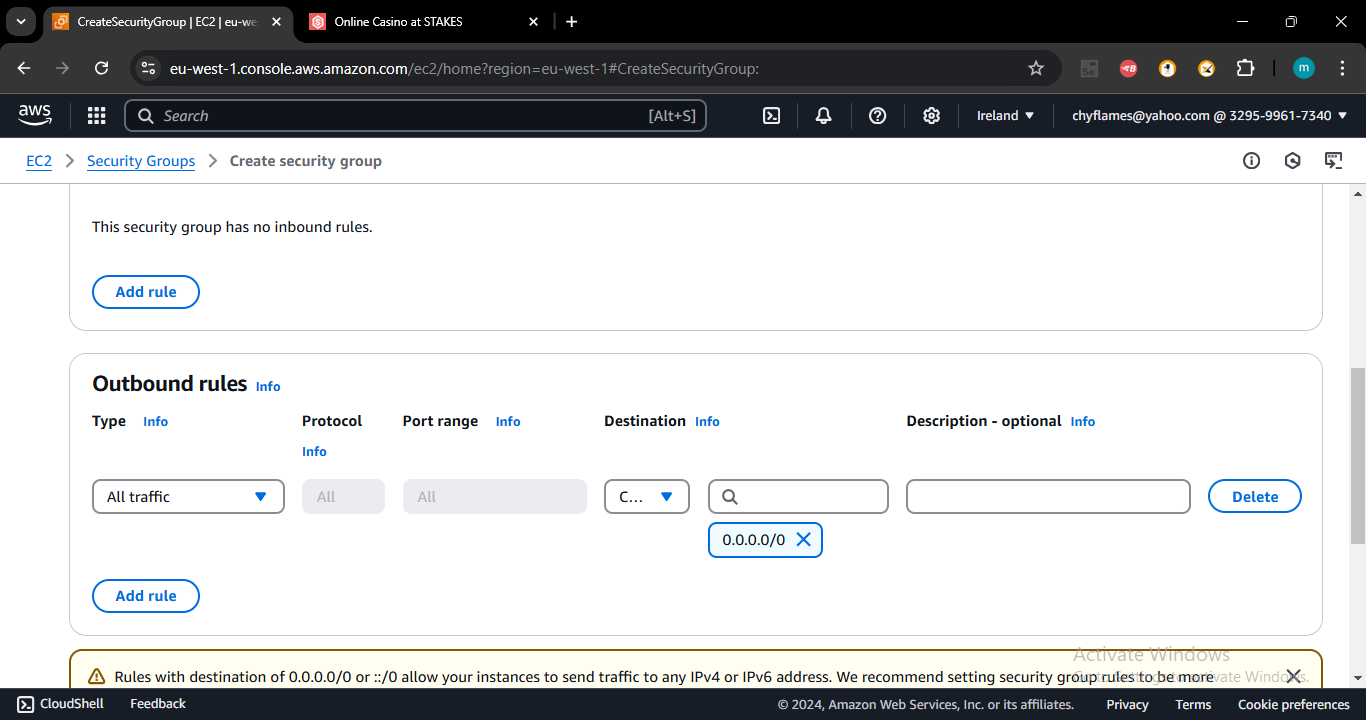 CreateSecurityGroup | EC2 | eu-we
Online Casino at STAKES
eu-west-1.console.aws.amazon.com/ec2/home?region=eu-west-1#CreateSecurityGroup:
m
aws
Search
[Alt+S]
Ireland
chyflames@yahoo.com @ 3295-9961-7340
EC2
Security Groups
Create security group
This security group has no inbound rules.
Add rule
Outbound rules Info
Type Info
Protocol
Info
Port range Info
Destination Info
Description - optional Info
All traffic
All
All
C...
Delete
0.0.0.0/0
Add rule
Activate Windows
Rules with destination of 0.0.0.0/0 or ::/0 allow your instances to send traffic to any IPv4 or IPv6 address. We recommend setting security group rules to be more
CloudShell
Feedback
© 2024, Amazon Web Services, Inc. or its affiliates.
Privacy
Terms
Cookie preferences